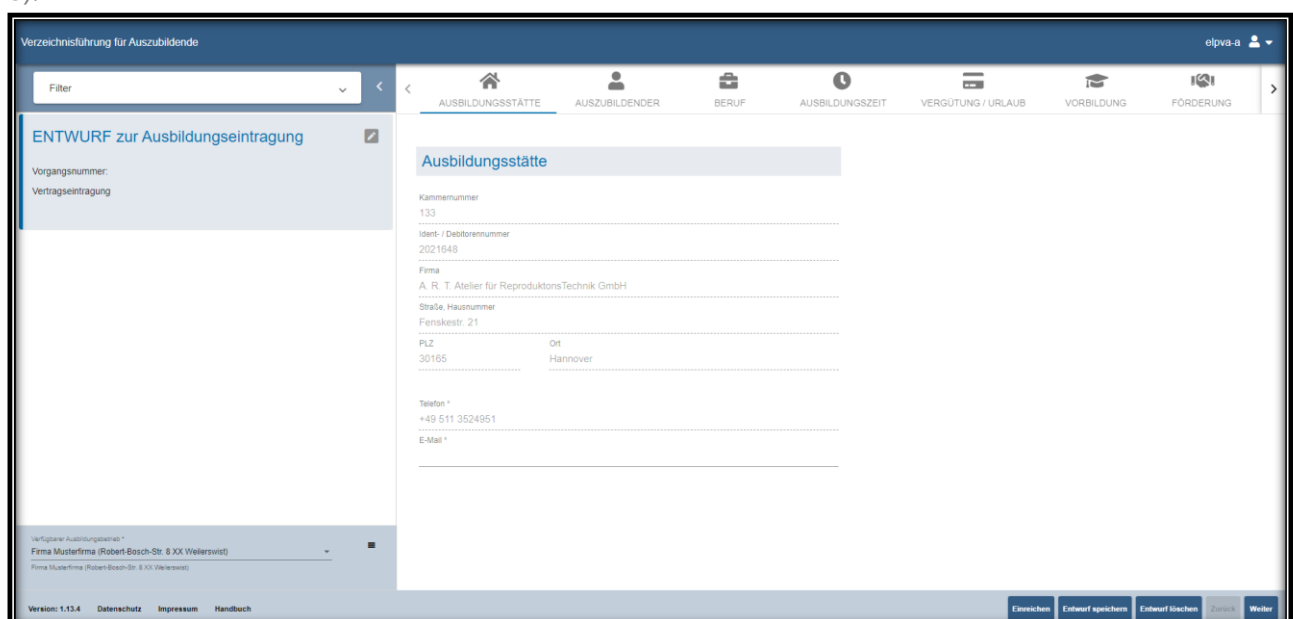 Verzeichnisführung für Auszubildende
elpva-a
Filter
AUSBILDUNGSSTÄTTE AUSZUBILDENDER BERUF AUSBILDUNGSZEIT VERGÜTUNG / URLAUB VORBILDUNG FÖRDERUNG
ENTWURF zur Ausbildungseintragung
Vorgangsnummer:
Vertragseintragung
Ausbildungsstätte
Kammernummer
133
Ident- / Debitorennummer
2021648
Firma
A. R. T. Atelier für ReproduktonsTechnik GmbH
Straße, Hausnummer
Fenskestr. 21
PLZ Ort
30165 Hannover
Telefon *
+49 511 3524951
E-Mail *
Verfügbarer Ausbildungsbetrieb *
Firma Musterfirma (Robert-Bosch-Str. 8 XX Weilerswist)
Firma Musterfirma (Robert-Bosch-Str. 8 XX Weilerswist)
Version: 1.13.4 Datenschutz Impressum Handbuch
Einreichen Entwurf speichern Entwurf löschen Zurück Weiter